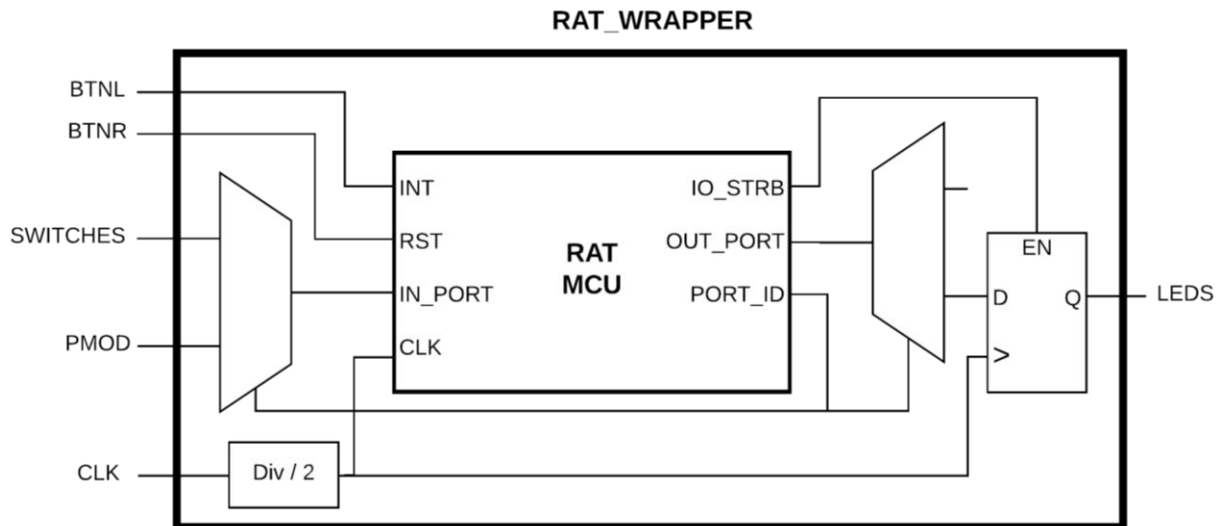 RAT_WRAPPER
BTNL
BTNR
SWITCHES
PMOD
CLK
Div / 2
INT
RST
IN_PORT
CLK
RAT
MCU
IO_STRB
OUT_PORT
PORT_ID
EN
D
Q
>
LEDS